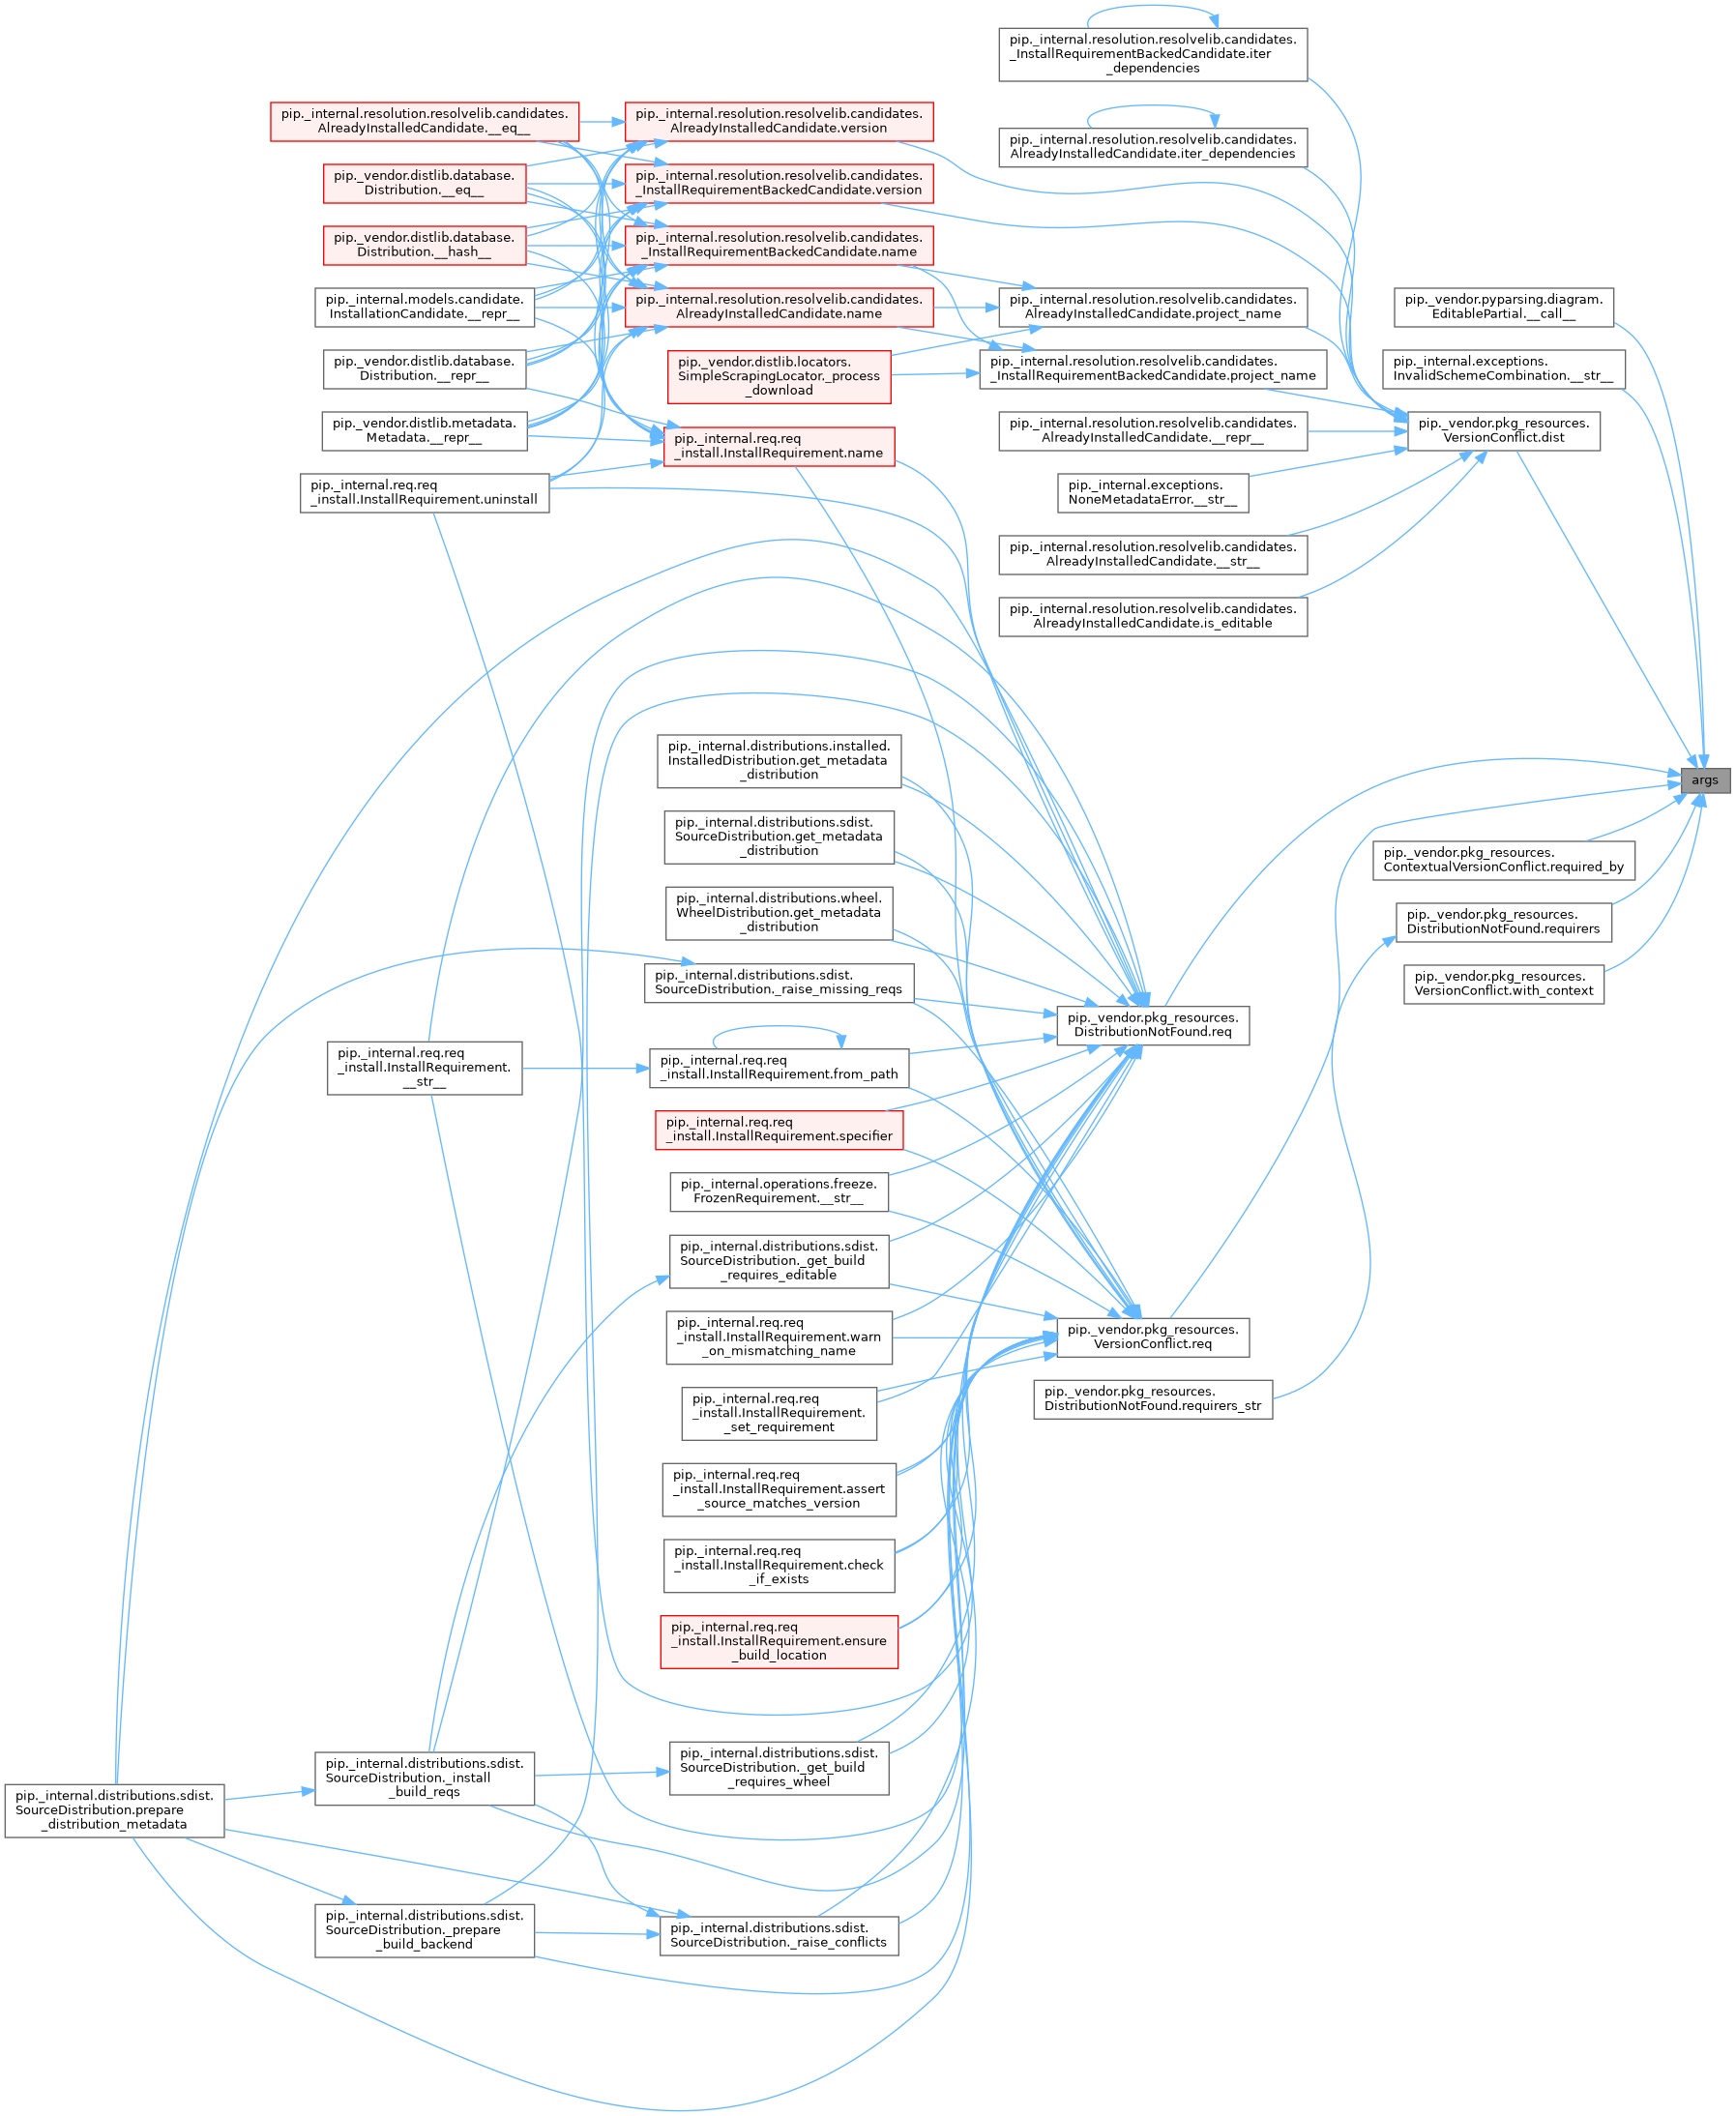 pip._internal.resolution.resolvelib.candidates.
_InstallRequirementBackedCandidate.iter
_dependencies
pip._internal.resolution.resolvelib.candidates.
AlreadyInstalledCandidate.__eq__
pip._internal.resolution.resolvelib.candidates.
AlreadyInstalledCandidate.version
pip._internal.resolution.resolvelib.candidates.
AlreadyInstalledCandidate.iter_dependencies
pip._vendor.distlib.database.
Distribution.__eq__
pip._internal.resolution.resolvelib.candidates.
_InstallRequirementBackedCandidate.version
pip._vendor.distlib.database.
Distribution.__hash__
pip._internal.resolution.resolvelib.candidates.
_InstallRequirementBackedCandidate.name
pip._internal.models.candidate.
InstallationCandidate.__repr__
pip._internal.resolution.resolvelib.candidates.
AlreadyInstalledCandidate.name
pip._internal.resolution.resolvelib.candidates.
AlreadyInstalledCandidate.project_name
pip._vendor.pyparsing.diagram.
EditablePartial.__call__
pip._vendor.distlib.database.
Distribution.__repr__
pip._vendor.distlib.locators.
SimpleScrapingLocator._process
_download
pip._internal.resolution.resolvelib.candidates.
_InstallRequirementBackedCandidate.project_name
pip._internal.exceptions.
InvalidSchemeCombination.__str__
pip._vendor.distlib.metadata.
Metadata.__repr__
pip._internal.req.req
_install.InstallRequirement.name
pip._internal.resolution.resolvelib.candidates.
AlreadyInstalledCandidate.__repr__
pip._vendor.pkg_resources.
VersionConflict.dist
pip._internal.req.req
_install.InstallRequirement.uninstall
pip._internal.exceptions.
NoneMetadataError.__str__
pip._internal.resolution.resolvelib.candidates.
AlreadyInstalledCandidate.__str__
pip._internal.resolution.resolvelib.candidates.
AlreadyInstalledCandidate.is_editable
pip._internal.distributions.installed.
InstalledDistribution.get_metadata
_distribution
args
pip._internal.distributions.sdist.
SourceDistribution.get_metadata
_distribution
pip._vendor.pkg_resources.
ContextualVersionConflict.required_by
pip._internal.distributions.wheel.
WheelDistribution.get_metadata
_distribution
pip._vendor.pkg_resources.
DistributionNotFound.requirers
pip._internal.distributions.sdist.
SourceDistribution._raise_missing_reqs
pip._vendor.pkg_resources.
VersionConflict.with_context
pip._vendor.pkg_resources.
DistributionNotFound.req
pip._internal.req.req
_install.InstallRequirement.
__str__
pip._internal.req.req
_install.InstallRequirement.from_path
pip._internal.req.req
_install.InstallRequirement.specifier
pip._internal.operations.freeze.
FrozenRequirement.__str__
pip._internal.distributions.sdist.
SourceDistribution._get_build
_requires_editable
pip._internal.req.req
_install.InstallRequirement.warn
_on_mismatching_name
pip._vendor.pkg_resources.
VersionConflict.req
pip._internal.req.req
_install.InstallRequirement.
_set_requirement
pip._vendor.pkg_resources.
DistributionNotFound.requirers_str
pip._internal.req.req
_install.InstallRequirement.assert
_source_matches_version
pip._internal.req.req
_install.InstallRequirement.check
_if_exists
pip._internal.req.req
_install.InstallRequirement.ensure
_build_location
pip._internal.distributions.sdist.
SourceDistribution._get_build
_requires_wheel
pip._internal.distributions.sdist.
SourceDistribution._install
_build_reqs
pip._internal.distributions.sdist.
SourceDistribution.prepare
_distribution_metadata
pip._internal.distributions.sdist.
SourceDistribution._prepare
_build_backend
pip._internal.distributions.sdist.
SourceDistribution._raise_conflicts